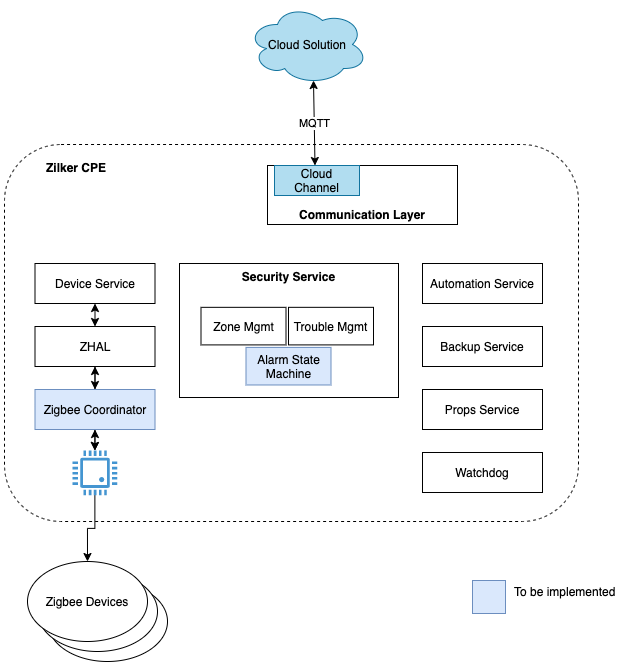 Cloud Solution
MQTT
Zilker CPE
Cloud
Channel
Communication Layer
Device Service
Security Service
Automation Service
Zone Mgmt
Trouble Mgmt
ZHAL
Backup Service
Alarm State
Machine
Zigbee Coordinator
Props Service
Watchdog
Zigbee Devices
To be implemented